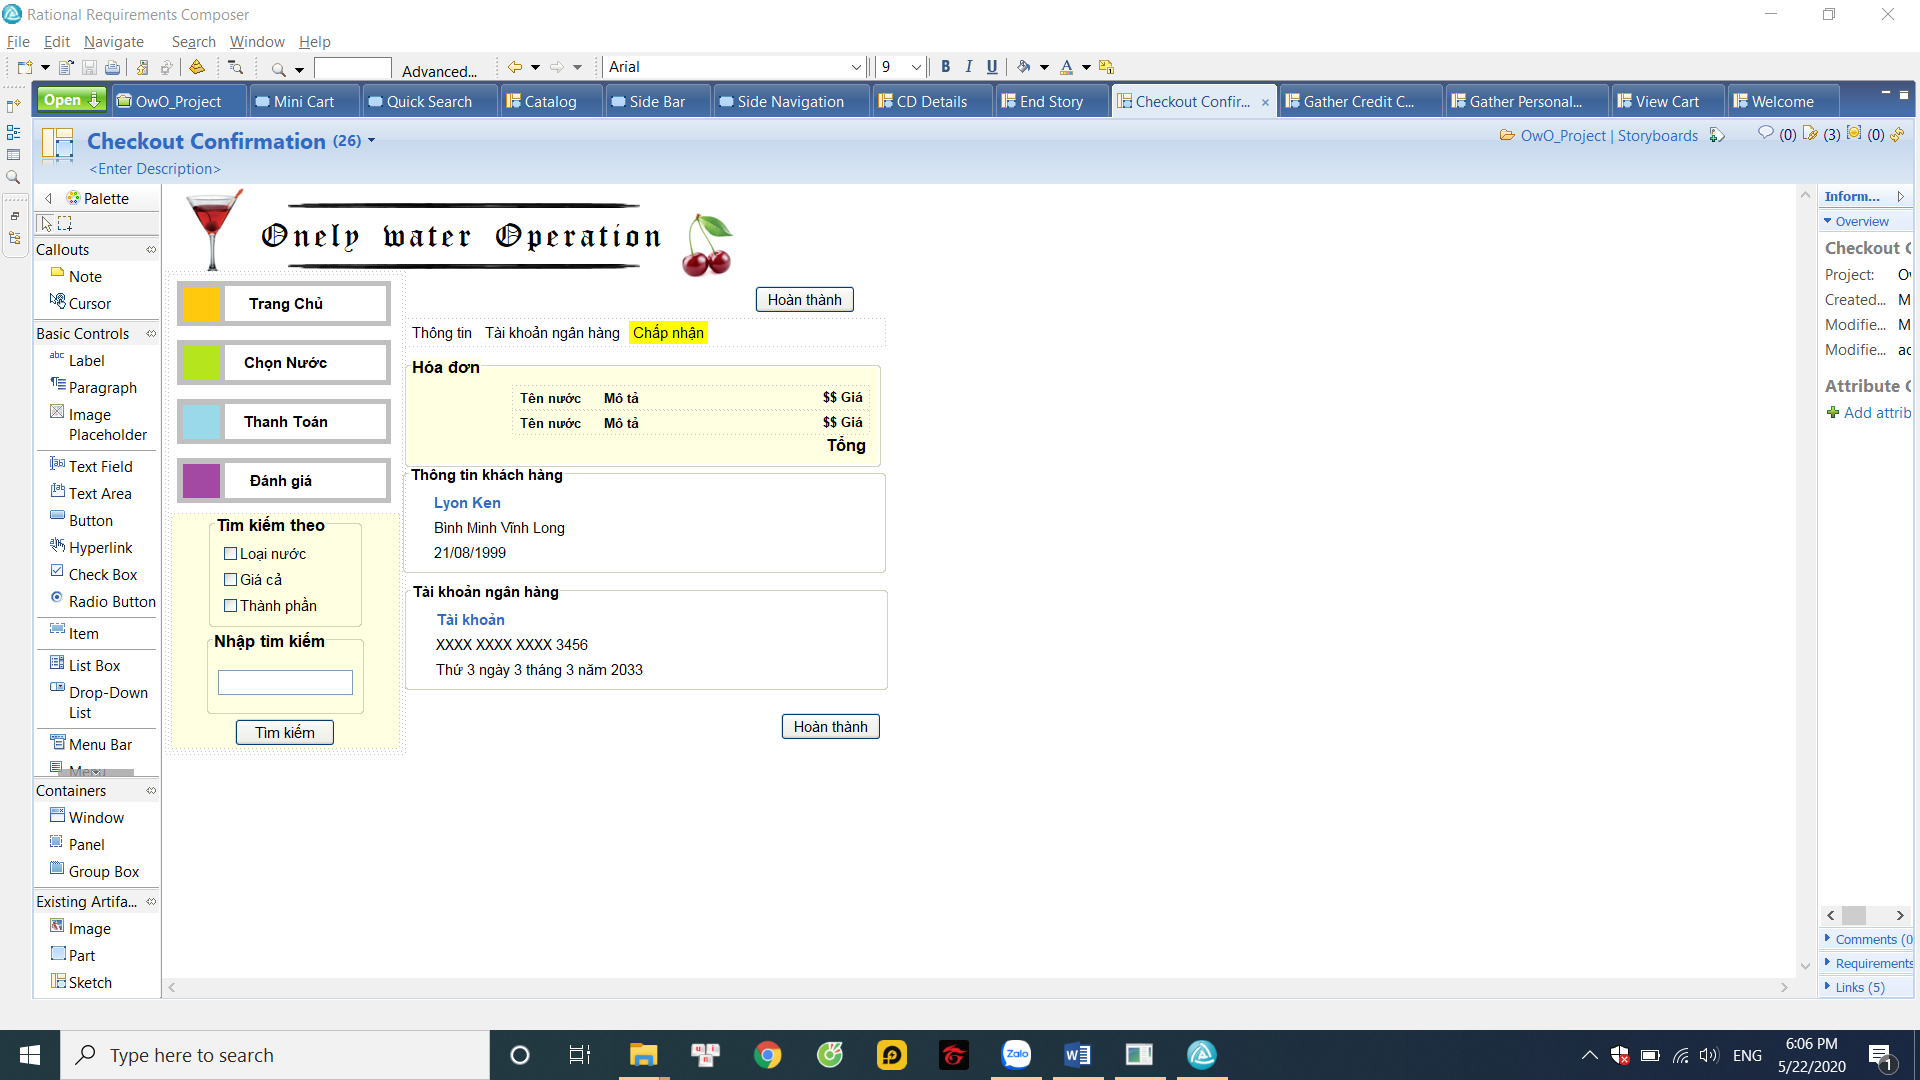 Rational Requirements Composer
File Edit Navigate Search Window Help
Advanced... Arial 9 B I U
Open OwO_Project Mini Cart Quick Search Catalog Side Bar Side Navigation CD Details End Story Checkout Confir... Gather Credit C... Gather Personal... View Cart Welcome
Checkout Confirmation (26)
OwO_Project | Storyboards (0) (3) (0)
<Enter Description>
Palette
Callouts
Note
Cursor
Basic Controls
Label
Paragraph
Image Placeholder
Text Field
Text Area
Button
Hyperlink
Check Box
Radio Button
Item
List Box
Drop-Down List
Menu Bar
Menu
Containers
Window
Panel
Group Box
Existing Artifa...
Image
Part
Sketch
Onely water Operation
Trang Chủ
Chọn Nước
Thanh Toán
Đánh giá
Tìm kiếm theo
Loại nước
Giá cả
Thành phần
Nhập tìm kiếm
Tìm kiếm
Hoàn thành
Thông tin Tài khoản ngân hàng Chấp nhận
Hóa đơn
Tên nước Mô tả $$ Giá
Tên nước Mô tả $$ Giá
Tổng
Thông tin khách hàng
Lyon Ken
Bình Minh Vĩnh Long
21/08/1999
Tài khoản ngân hàng
Tài khoản
XXXX XXXX XXXX 3456
Thứ 3 ngày 3 tháng 3 năm 2033
Hoàn thành
Inform...
Overview
Checkout C
Project: Ow
Created... M
Modifie... M
Modifie... ad
Attribute C
Add attrib
Comments (0
Requirements
Links (5)
Type here to search
Zalo
ENG
6:06 PM
5/22/2020
1